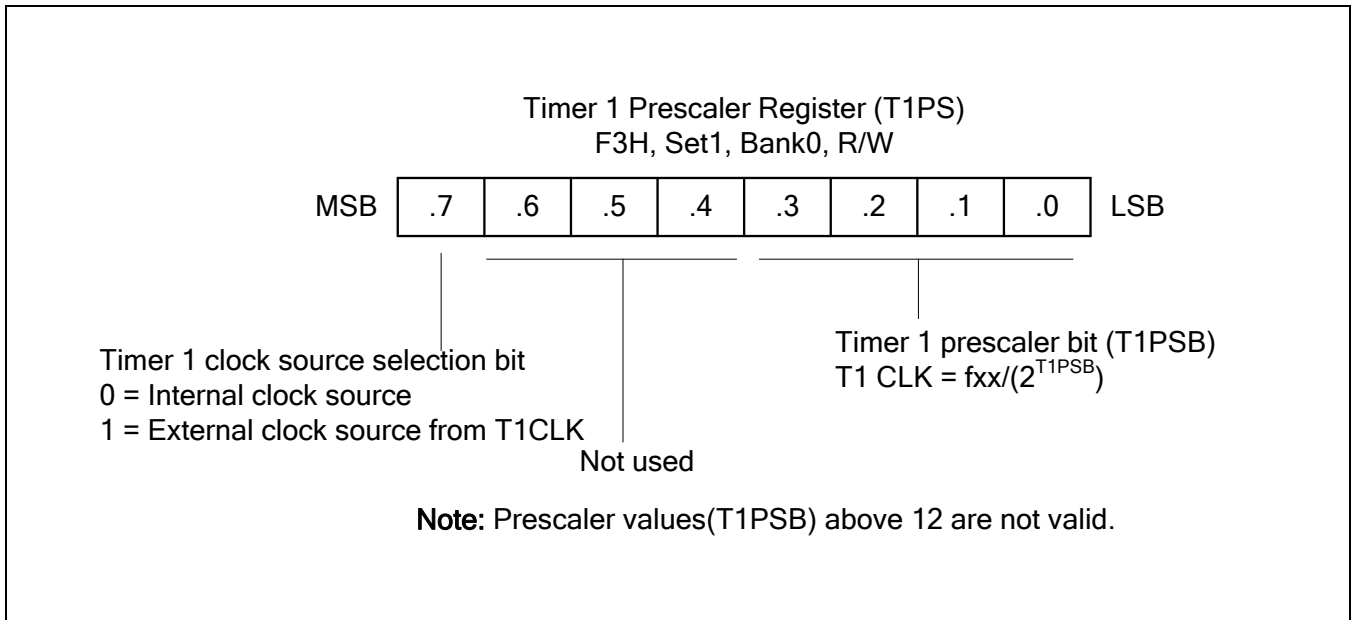 Timer 1 Prescaler Register (T1PS)
F3H, Set1, Bank0, R/W
MSB .7 .6 .5 .4 .3 .2 .1 .0 LSB
Timer 1 clock source selection bit
0 = Internal clock source
1 = External clock source from T1CLK
Not used
Timer 1 prescaler bit (T1PSB)
T1 CLK = fxx/(2^T1PSB)
Note: Prescaler values(T1PSB) above 12 are not valid.